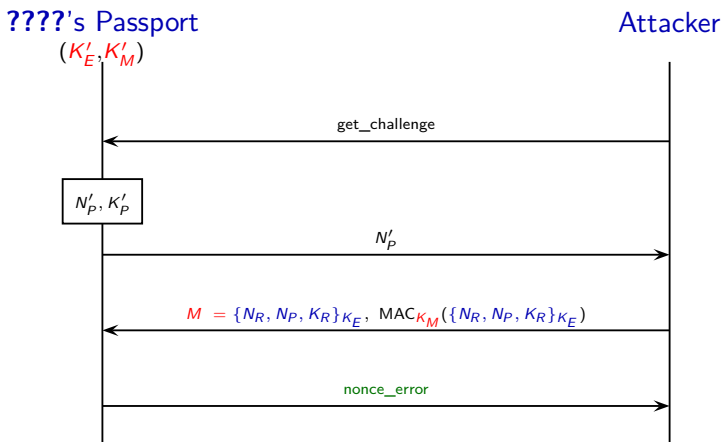 ????'s Passport
Attacker
(K′_E,K′_M)
get_challenge
N′_P, K′_P
N′_P
M = {N_R, N_P, K_R}_{K_E}, MAC_{K_M}({N_R, N_P, K_R}_{K_E})
nonce_error